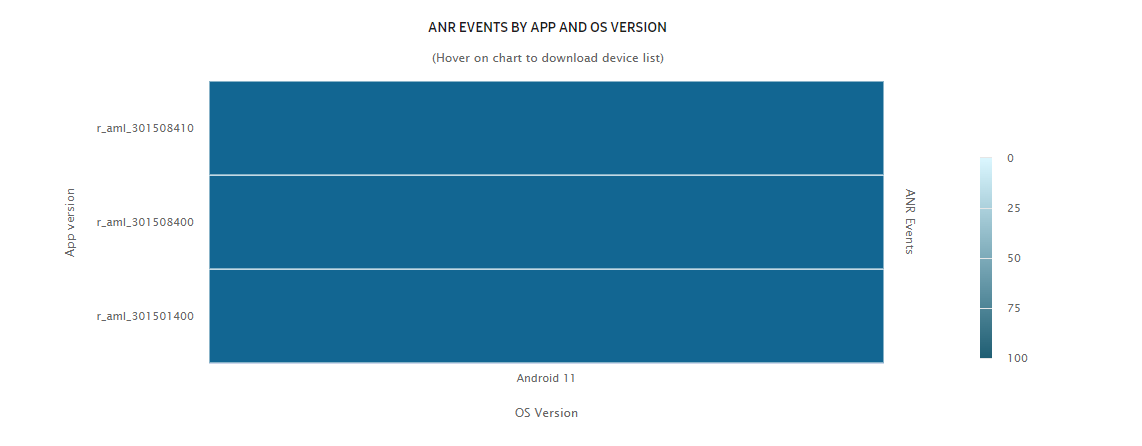 ANR EVENTS BY APP AND OS VERSION
(Hover on chart to download device list)
App version
r_aml_301508410
r_aml_301508400
r_aml_301501400
Android 11
OS Version
ANR Events
0
25
50
75
100